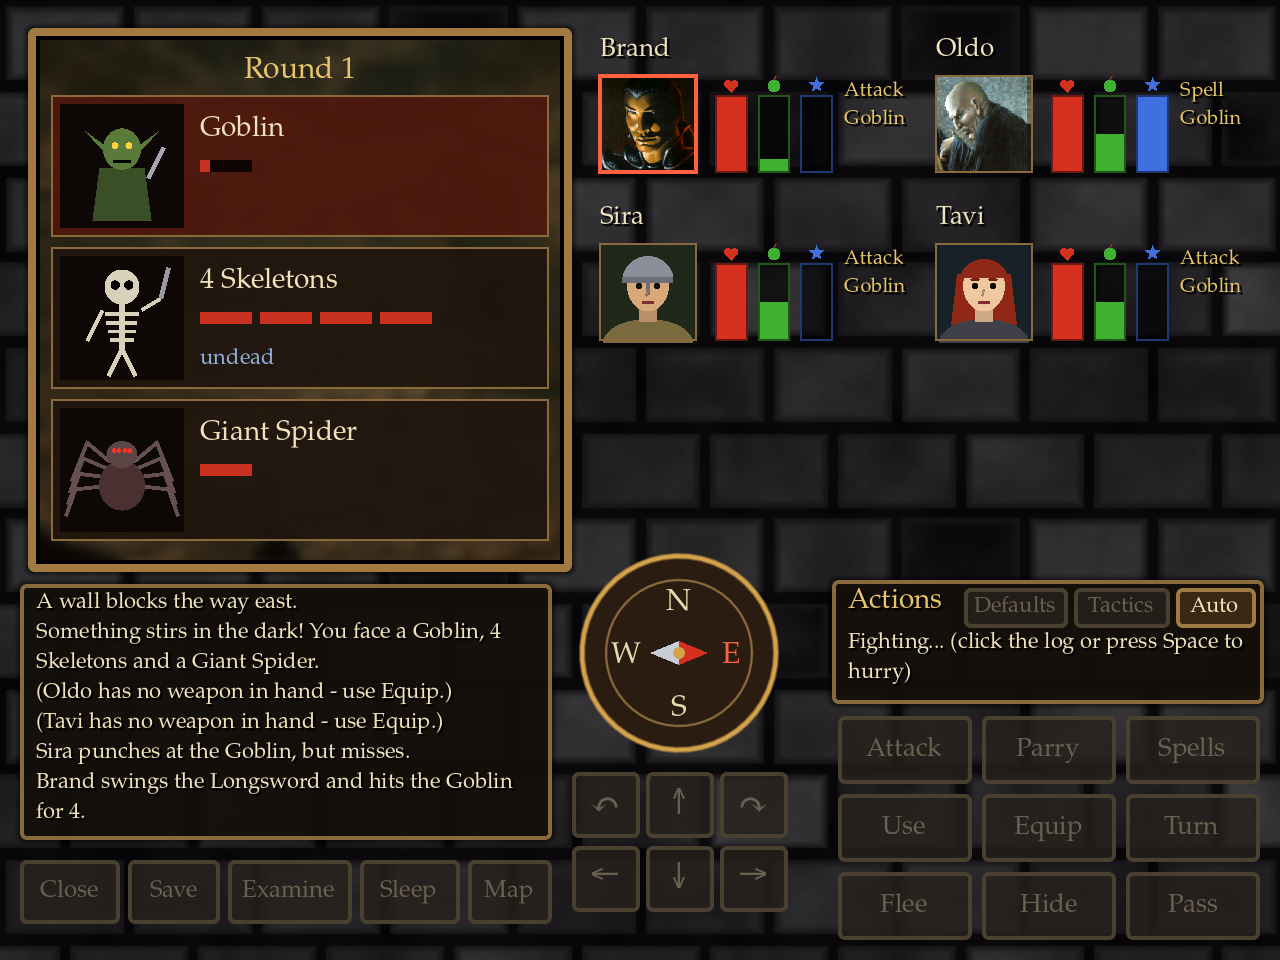 Round 1
Goblin
4 Skeletons
undead
Giant Spider
Brand
Attack
Goblin
Oldo
Spell
Goblin
Sira
Attack
Goblin
Tavi
Attack
Goblin
A wall blocks the way east.
Something stirs in the dark! You face a Goblin, 4
Skeletons and a Giant Spider.
(Oldo has no weapon in hand - use Equip.)
(Tavi has no weapon in hand - use Equip.)
Sira punches at the Goblin, but misses.
Brand swings the Longsword and hits the Goblin
for 4.
N
W E
S
Actions Defaults Tactics Auto
Fighting... (click the log or press Space to
hurry)
Attack Parry Spells
Use Equip Turn
Flee Hide Pass
Close Save Examine Sleep Map